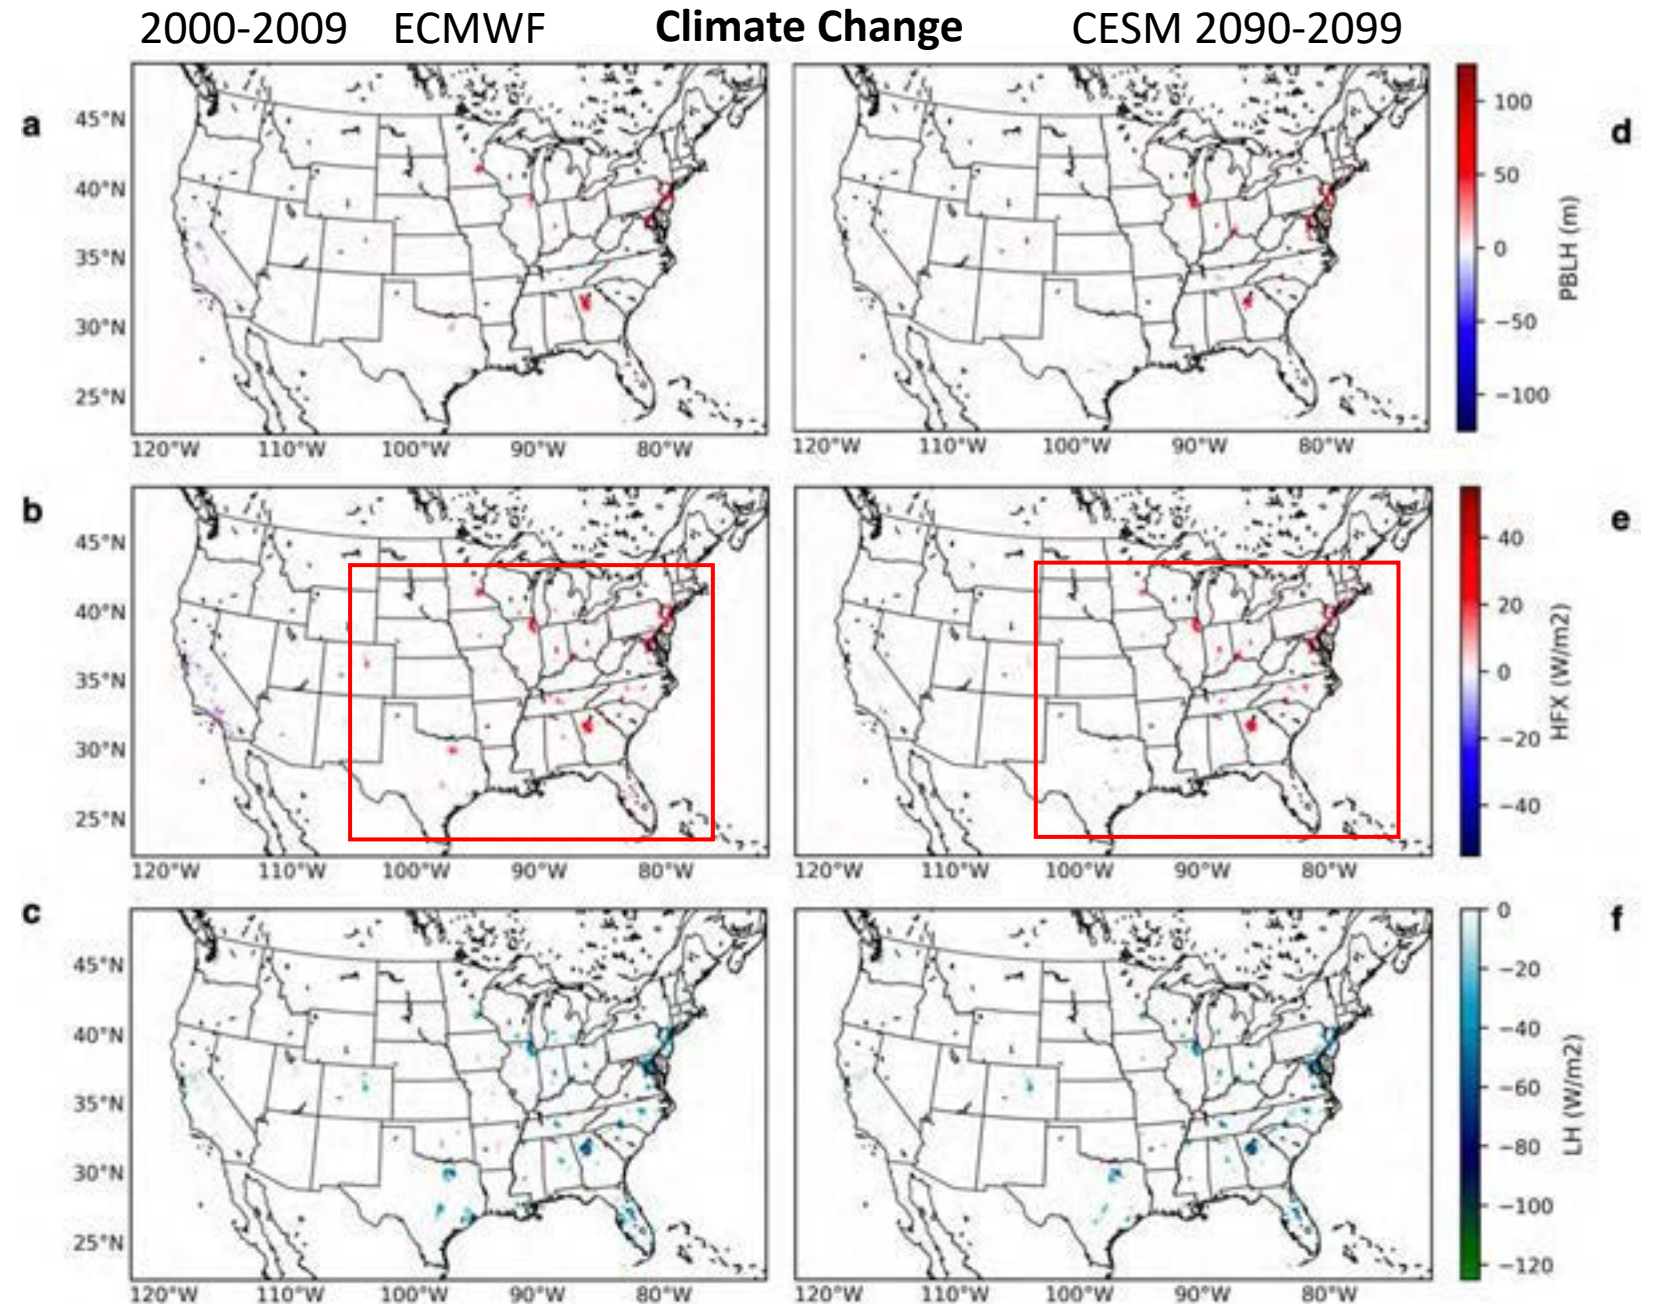 2000-2009 ECMWF Climate Change CESM 2090-2099
a
45°N
40°N
35°N
30°N
25°N
120°W 110°W 100°W 90°W 80°W
120°W 110°W 100°W 90°W 80°W
100
50
0
−50
−100
PBLH (m)
d
b
45°N
40°N
35°N
30°N
25°N
120°W 110°W 100°W 90°W 80°W
120°W 110°W 100°W 90°W 80°W
40
20
0
−20
−40
HFX (W/m2)
e
c
45°N
40°N
35°N
30°N
25°N
120°W 110°W 100°W 90°W 80°W
120°W 110°W 100°W 90°W 80°W
0
−20
−40
−60
−80
−100
−120
LH (W/m2)
f